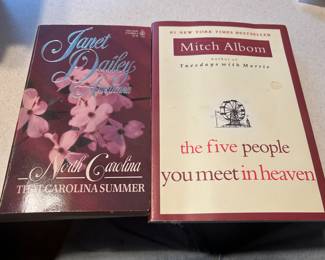 Janet
Dailey
Americana
North Carolina
THAT CAROLINA SUMMER
#1 NEW YORK TIMES BESTSELLER
Mitch Albom
author of
Tuesdays with Morrie
the five people
you meet in heaven